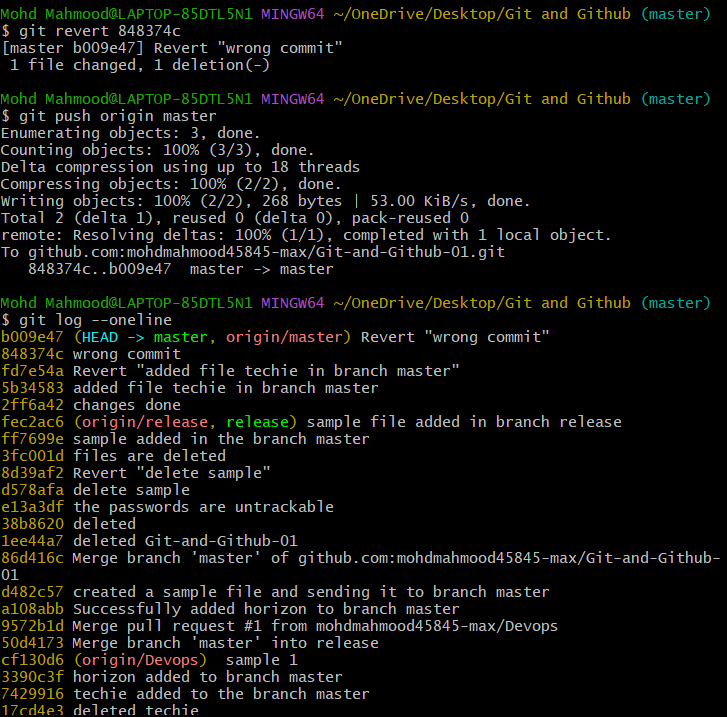 Mohd Mahmood@LAPTOP-85DTL5N1 MINGW64 ~/OneDrive/Desktop/Git and Github (master)
$ git revert 848374c
[master b009e47] Revert "wrong commit"
 1 file changed, 1 deletion(-)

Mohd Mahmood@LAPTOP-85DTL5N1 MINGW64 ~/OneDrive/Desktop/Git and Github (master)
$ git push origin master
Enumerating objects: 3, done.
Counting objects: 100% (3/3), done.
Delta compression using up to 18 threads
Compressing objects: 100% (2/2), done.
Writing objects: 100% (2/2), 268 bytes | 53.00 KiB/s, done.
Total 2 (delta 1), reused 0 (delta 0), pack-reused 0
remote: Resolving deltas: 100% (1/1), completed with 1 local object.
To github.com:mohdmahmood45845-max/Git-and-Github-01.git
   848374c..b009e47  master -> master

Mohd Mahmood@LAPTOP-85DTL5N1 MINGW64 ~/OneDrive/Desktop/Git and Github (master)
$ git log --oneline
b009e47 (HEAD -> master, origin/master) Revert "wrong commit"
848374c wrong commit
fd7e54a Revert "added file techie in branch master"
5b34583 added file techie in branch master
2ff6a42 changes done
fec2ac6 (origin/release, release) sample file added in branch release
ff7699e sample added in the branch master
3fc001d files are deleted
8d39af2 Revert "delete sample"
d578afa delete sample
e13a3df the passwords are untrackable
38b8620 deleted
1ee44a7 deleted Git-and-Github-01
86d416c Merge branch 'master' of github.com:mohdmahmood45845-max/Git-and-Github-
01
d482c57 created a sample file and sending it to branch master
a108abb Successfully added horizon to branch master
9572b1d Merge pull request #1 from mohdmahmood45845-max/Devops
50d4173 Merge branch 'master' into release
cf130d6 (origin/Devops)  sample 1
3390c3f horizon added to branch master
7429916 techie added to the branch master
17cd4e3 deleted techie